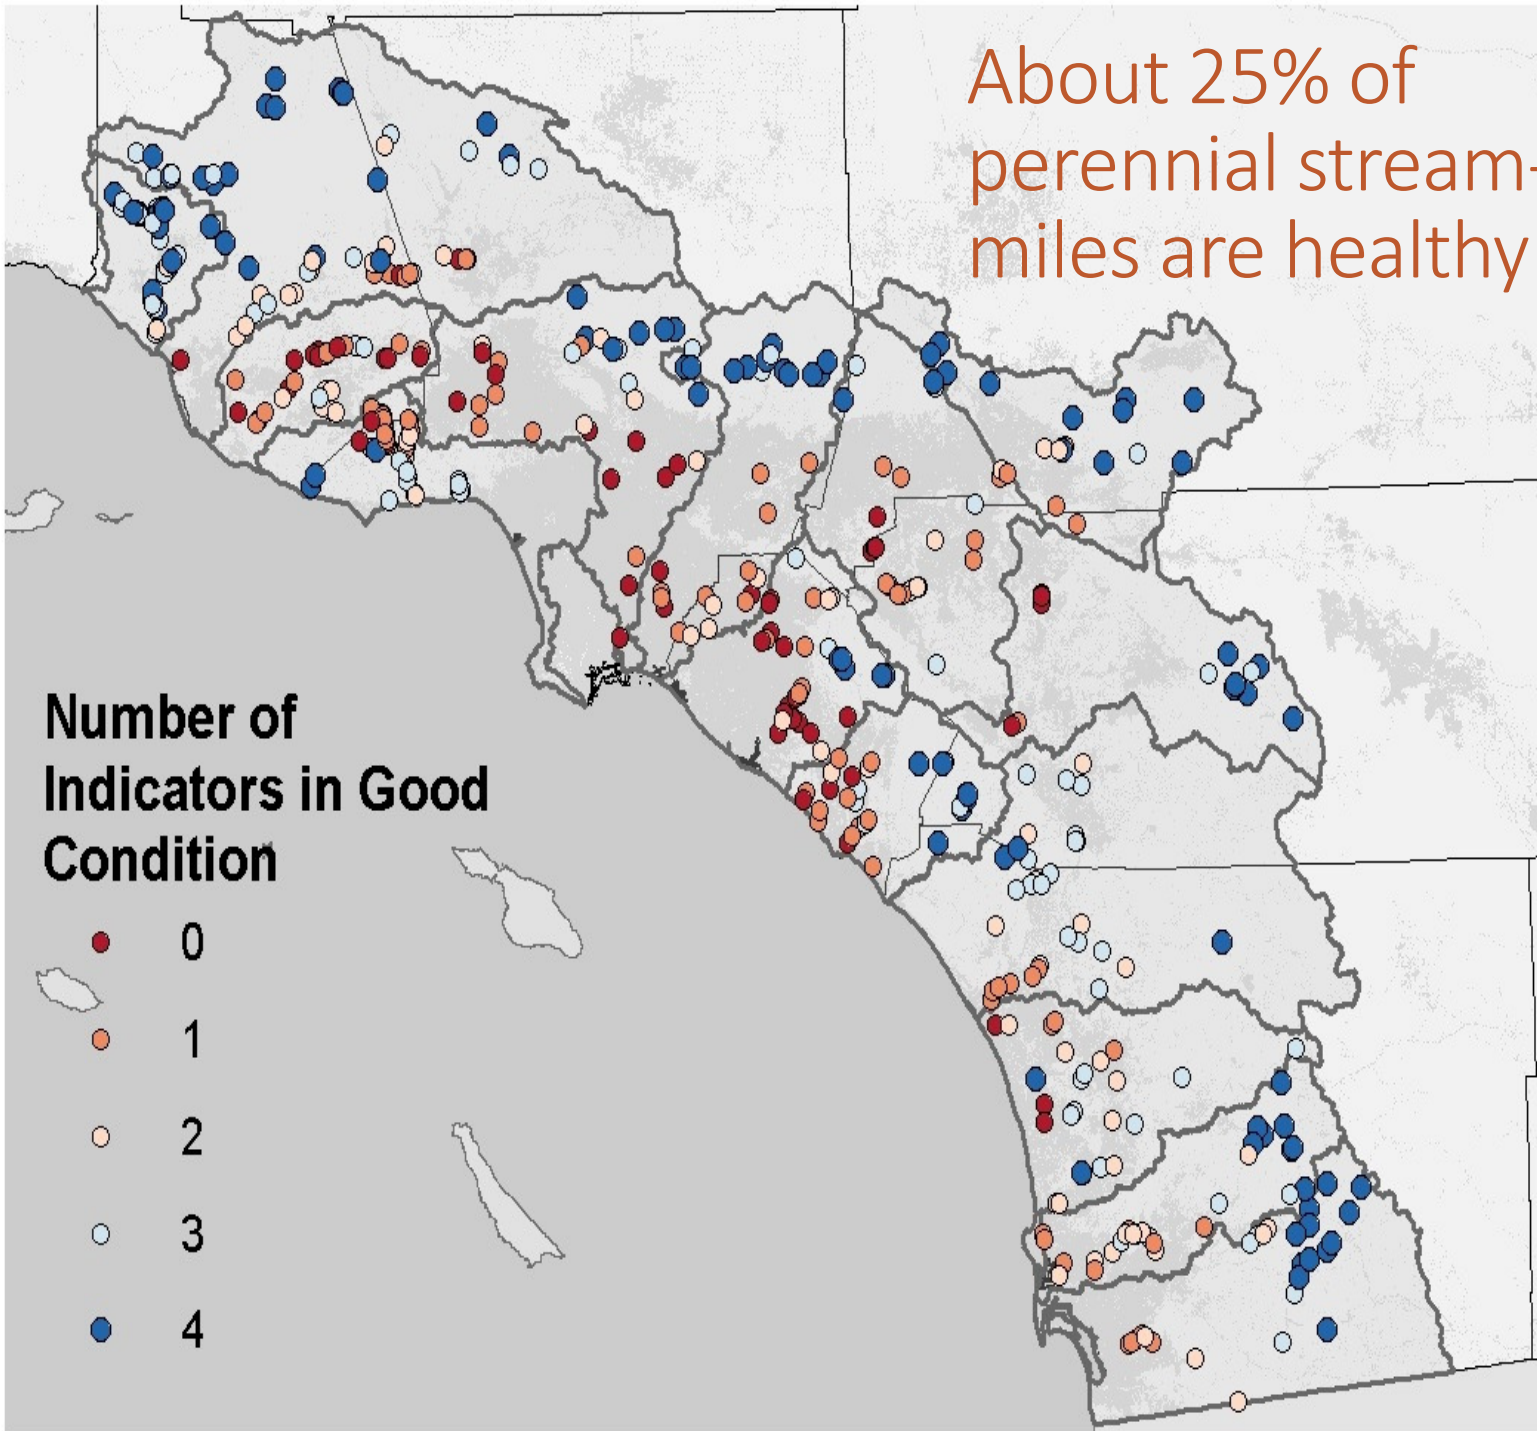 About 25% of
perennial stream-
miles are healthy
Number of
Indicators in Good
Condition
0
1
2
3
4